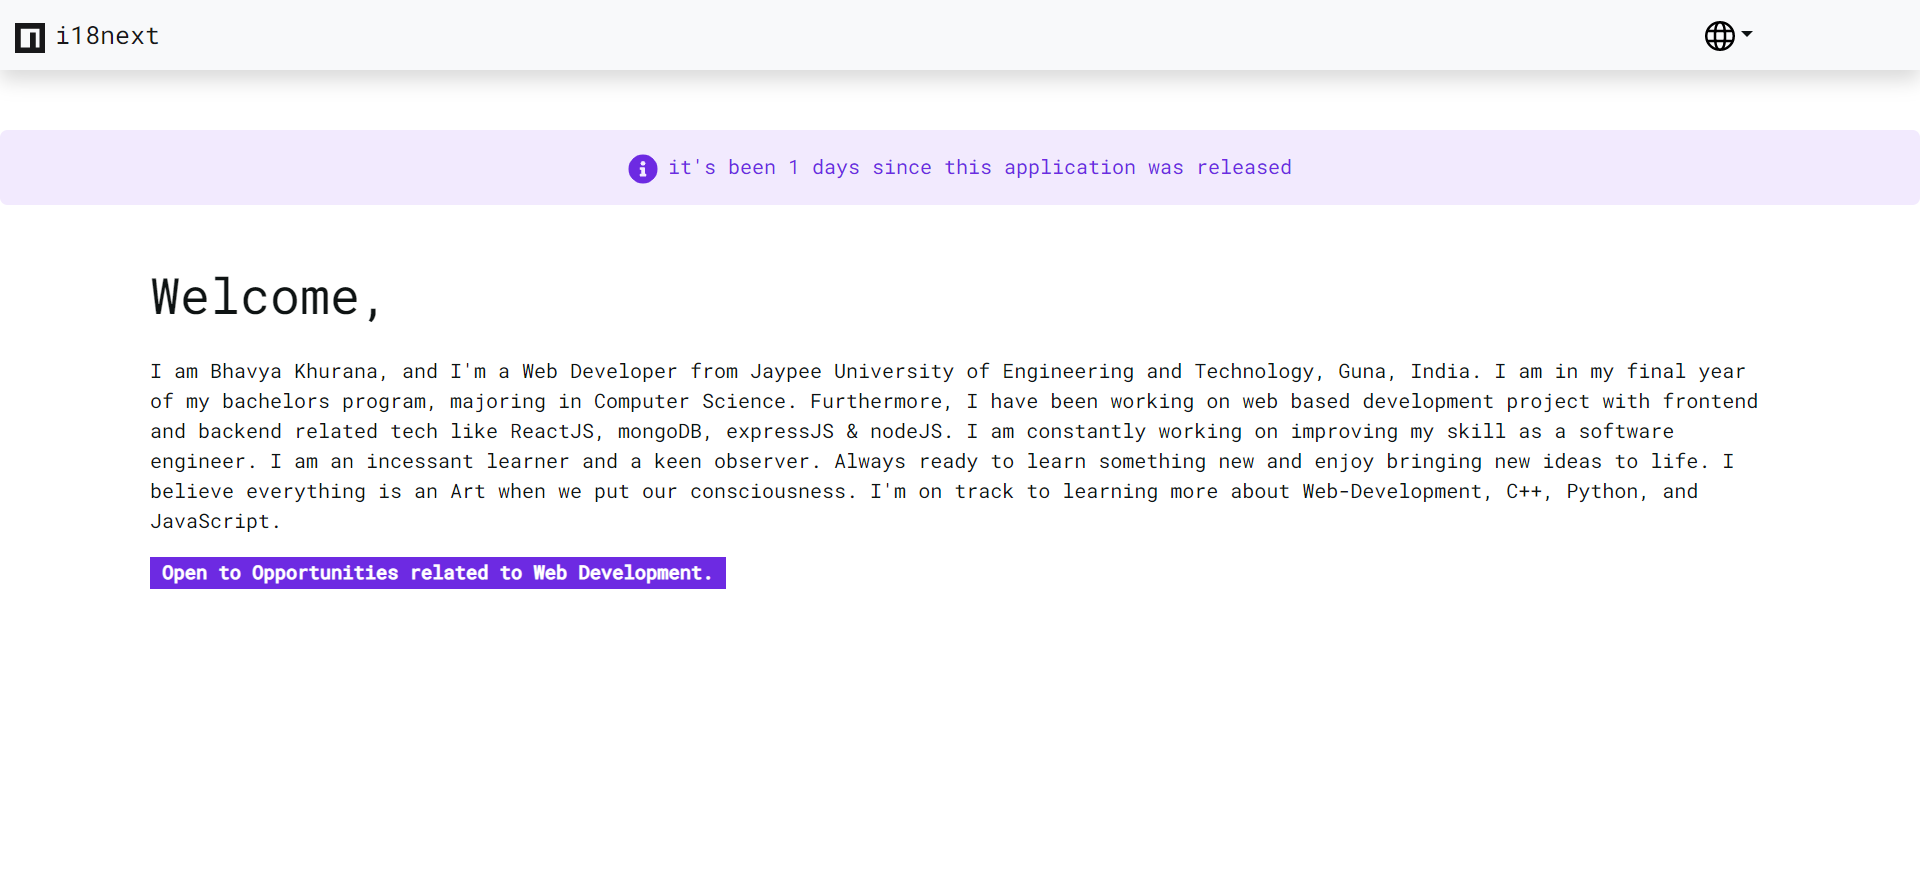 i18next
it's been 1 days since this application was released
Welcome,
I am Bhavya Khurana, and I'm a Web Developer from Jaypee University of Engineering and Technology, Guna, India. I am in my final year
of my bachelors program, majoring in Computer Science. Furthermore, I have been working on web based development project with frontend
and backend related tech like ReactJS, mongoDB, expressJS & nodeJS. I am constantly working on improving my skill as a software
engineer. I am an incessant learner and a keen observer. Always ready to learn something new and enjoy bringing new ideas to life. I
believe everything is an Art when we put our consciousness. I'm on track to learning more about Web-Development, C++, Python, and
JavaScript.
Open to Opportunities related to Web Development.